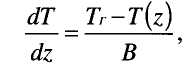 dT/dz = (T_r − T(z))/B,